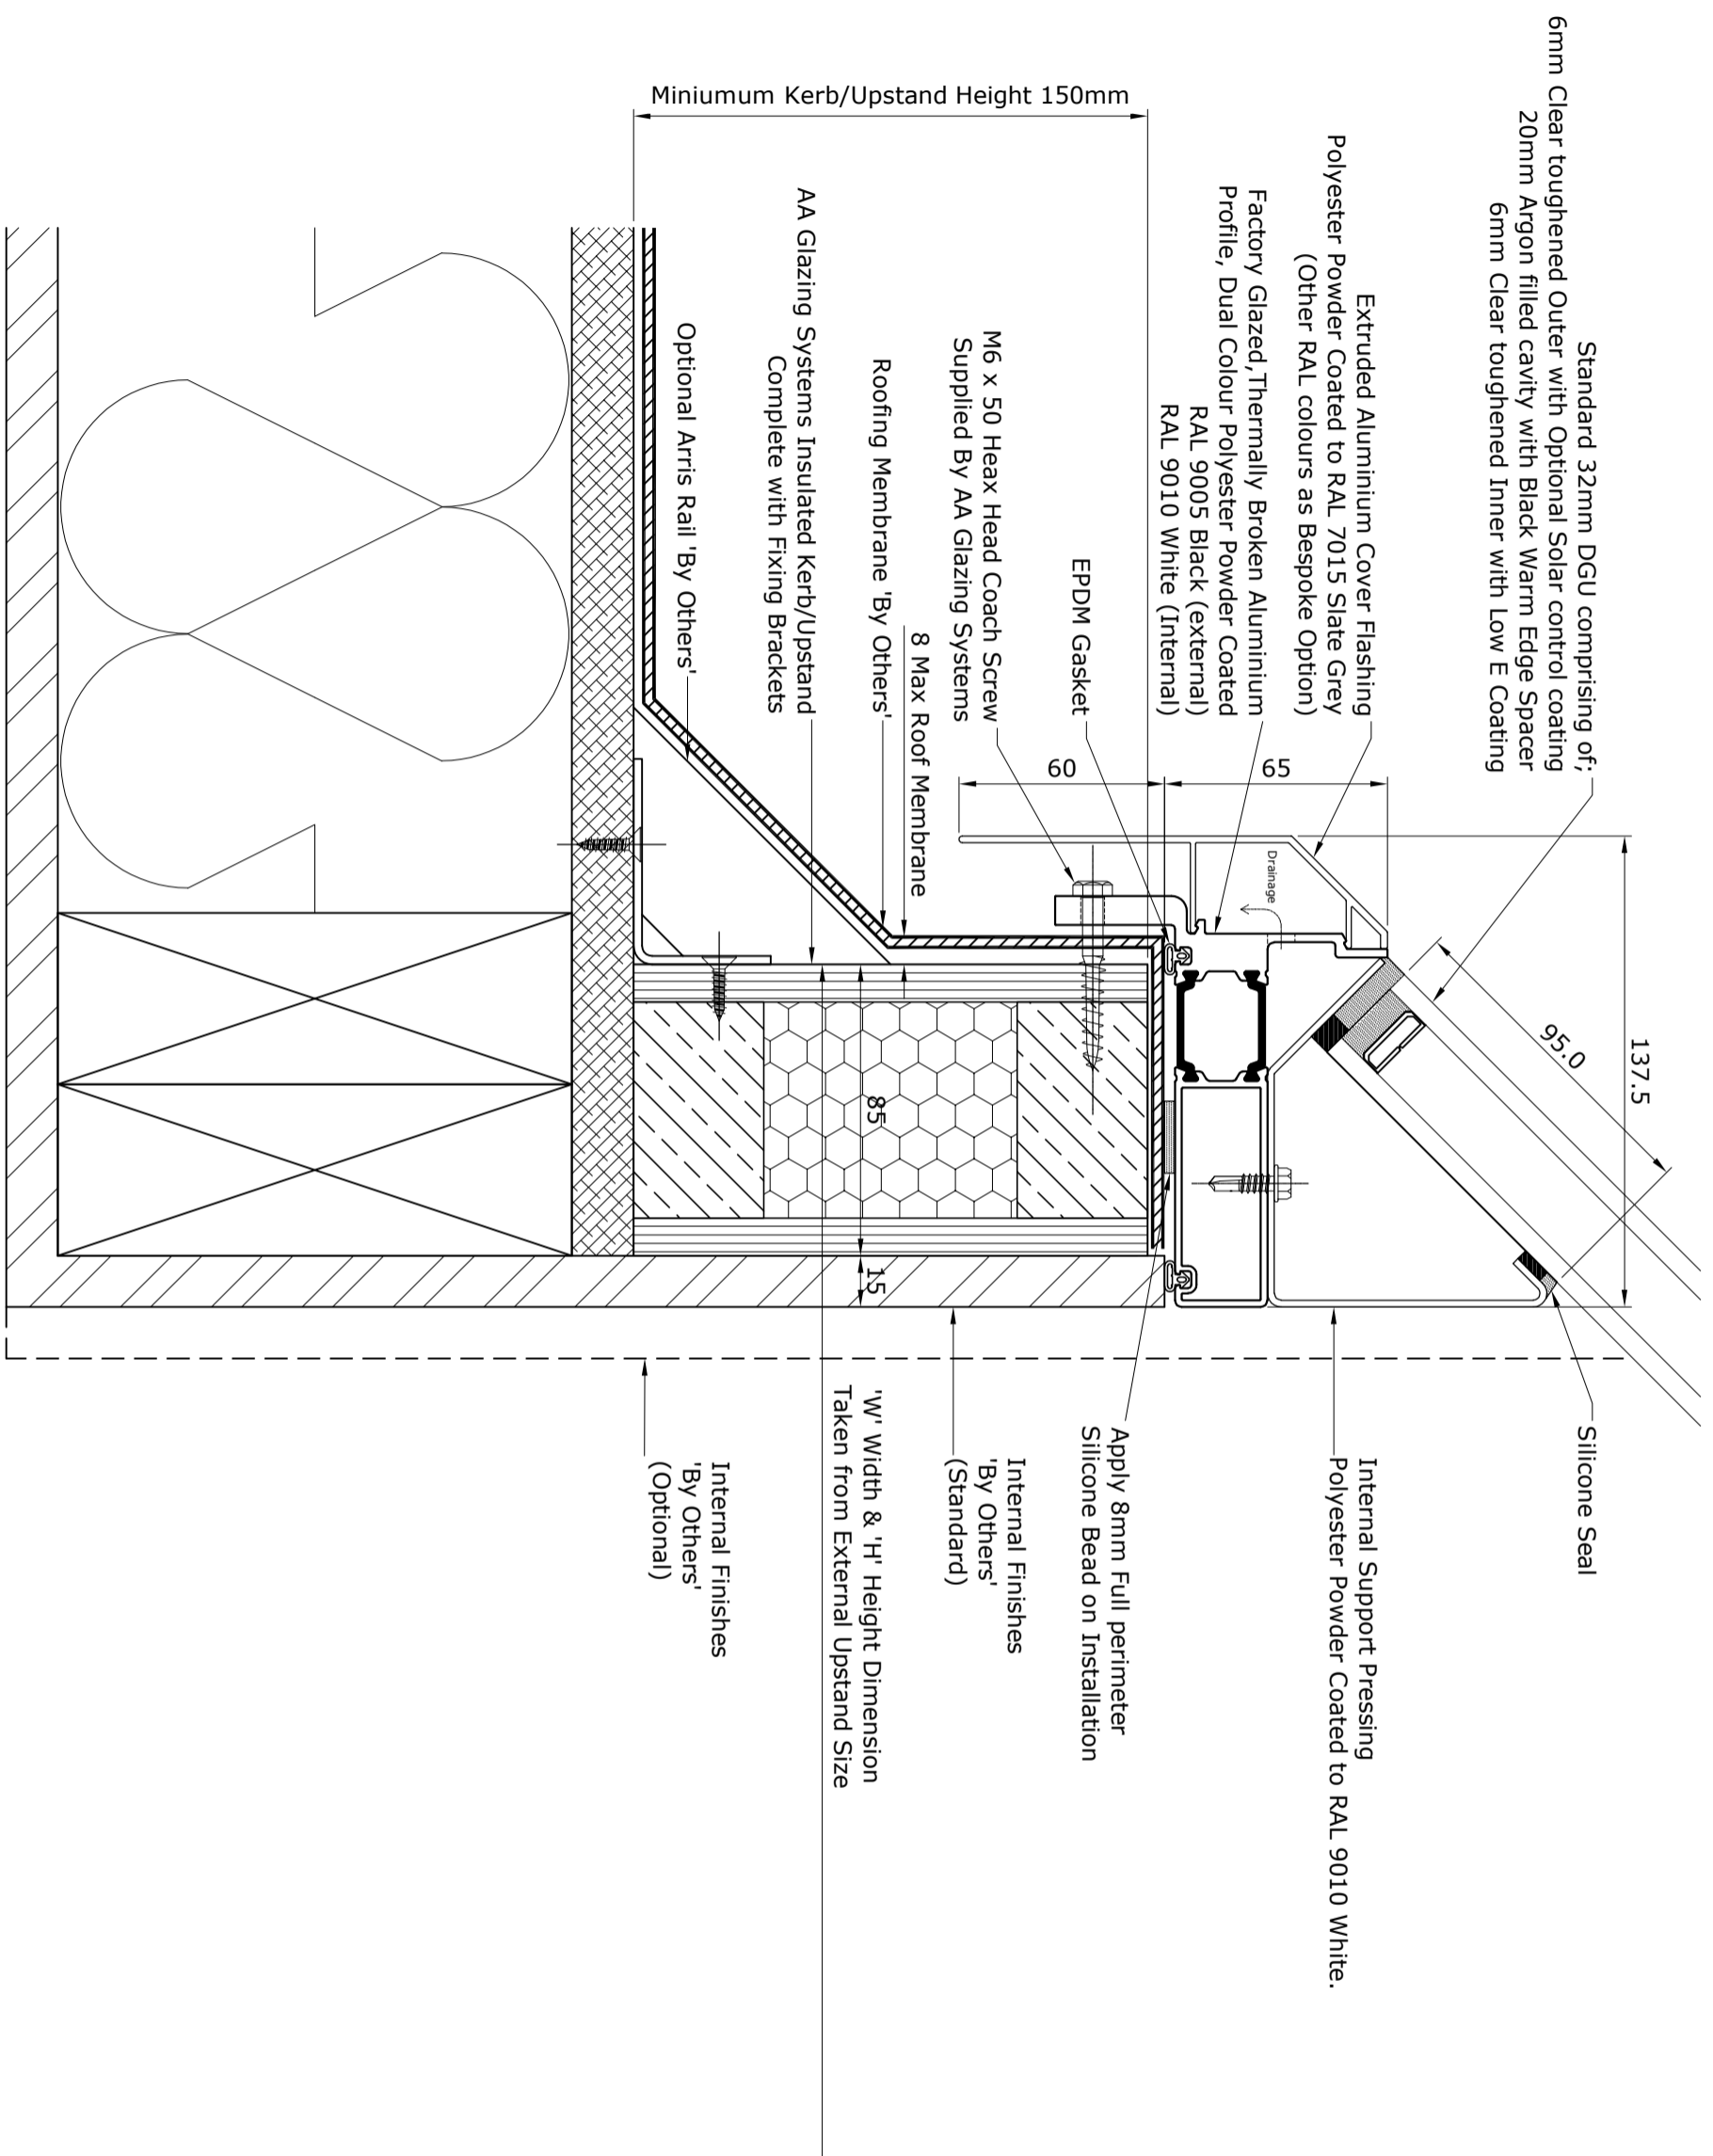 Standard 32mm DGU comprising of;
6mm Clear toughened Outer with Optional Solar control coating
20mm Argon filled cavity with Black Warm Edge Spacer
6mm Clear toughened Inner with Low E Coating
Extruded Aluminium Cover Flashing
Polyester Powder Coated to RAL 7015 Slate Grey
(Other RAL colours as Bespoke Option)
Factory Glazed,Thermally Broken Aluminium
Profile, Dual Colour Polyester Powder Coated
RAL 9005 Black (external)
RAL 9010 White (Internal)
EPDM Gasket
M6 x 50 Heax Head Coach Screw
Supplied By AA Glazing Systems
8 Max Roof Membrane
Roofing Membrane 'By Others'
AA Glazing Systems Insulated Kerb/Upstand
Complete with Fixing Brackets
Optional Arris Rail 'By Others'
Miniumum Kerb/Upstand Height 150mm
65
60
137.5
95.0
Drainage
85
15
Silicone Seal
Internal Support Pressing
Polyester Powder Coated to RAL 9010 White.
Apply 8mm Full perimeter
Silicone Bead on Installation
Internal Finishes
'By Others'
(Standard)
'W' Width & 'H' Height Dimension
Taken from External Upstand Size
Internal Finishes
'By Others'
(Optional)